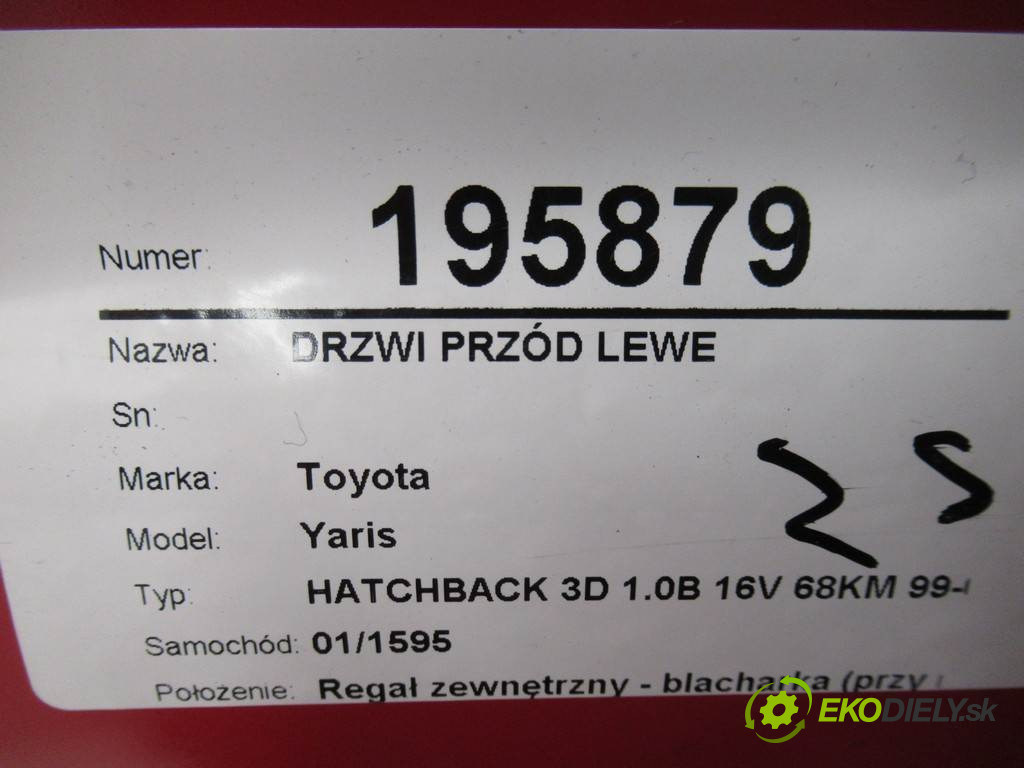 Numer: 195879
Nazwa: DRZWI PRZÓD LEWE
Sn:
Marka: Toyota
Model: Yaris
Typ: HATCHBACK 3D 1.0B 16V 68KM 99-
Samochód: 01/1595
Położenie: Regał zewnętrzny - blacharka (przy
EKODIELY.sk